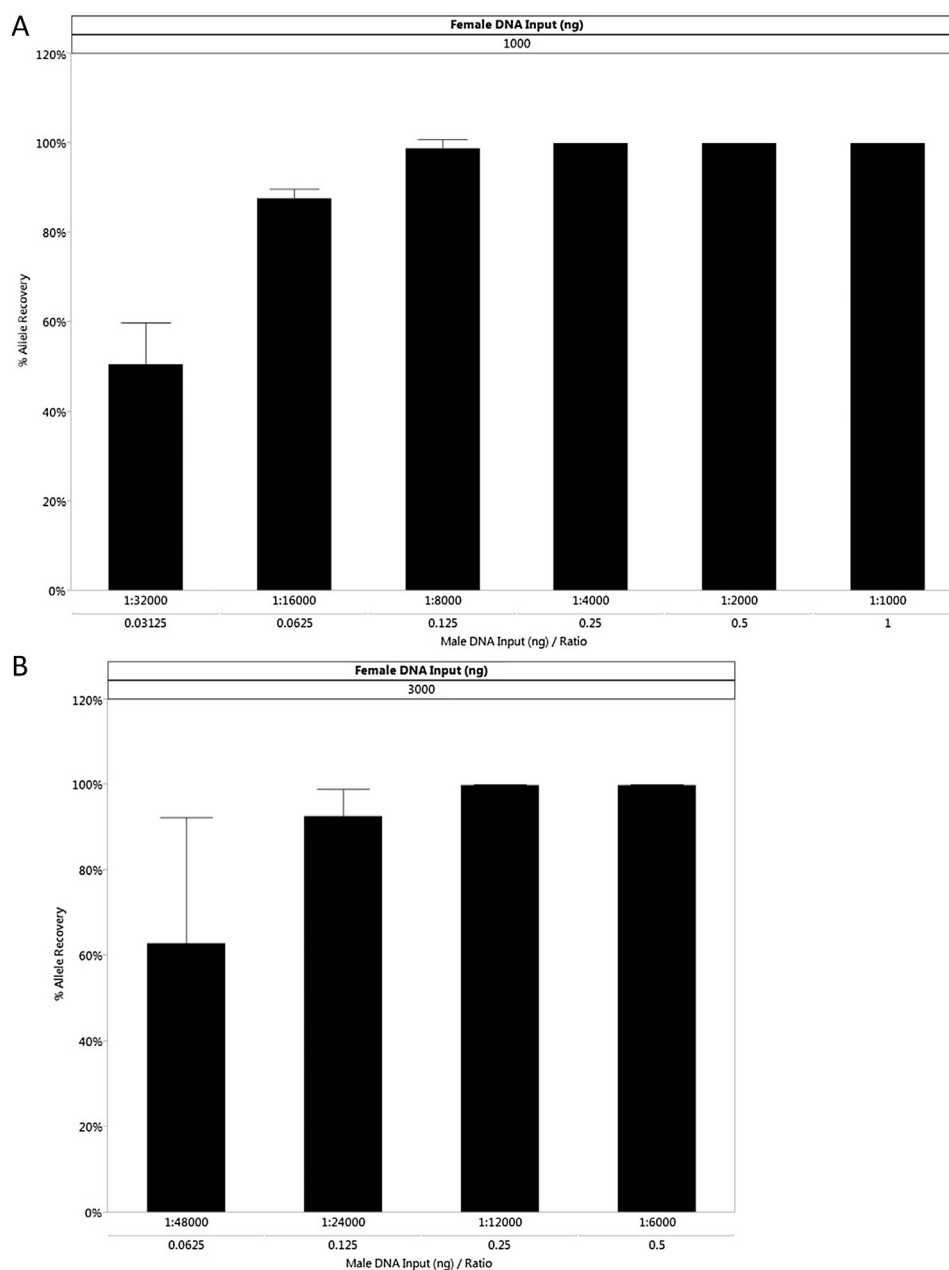 A
Female DNA Input (ng)
1000
120%
100%
80%
60%
40%
20%
0%
% Allele Recovery
1:32000 1:16000 1:8000 1:4000 1:2000 1:1000
0.03125 0.0625 0.125 0.25 0.5 1
Male DNA Input (ng) / Ratio
B
Female DNA Input (ng)
3000
120%
100%
80%
60%
40%
20%
0%
% Allele Recovery
1:48000 1:24000 1:12000 1:6000
0.0625 0.125 0.25 0.5
Male DNA Input (ng) / Ratio